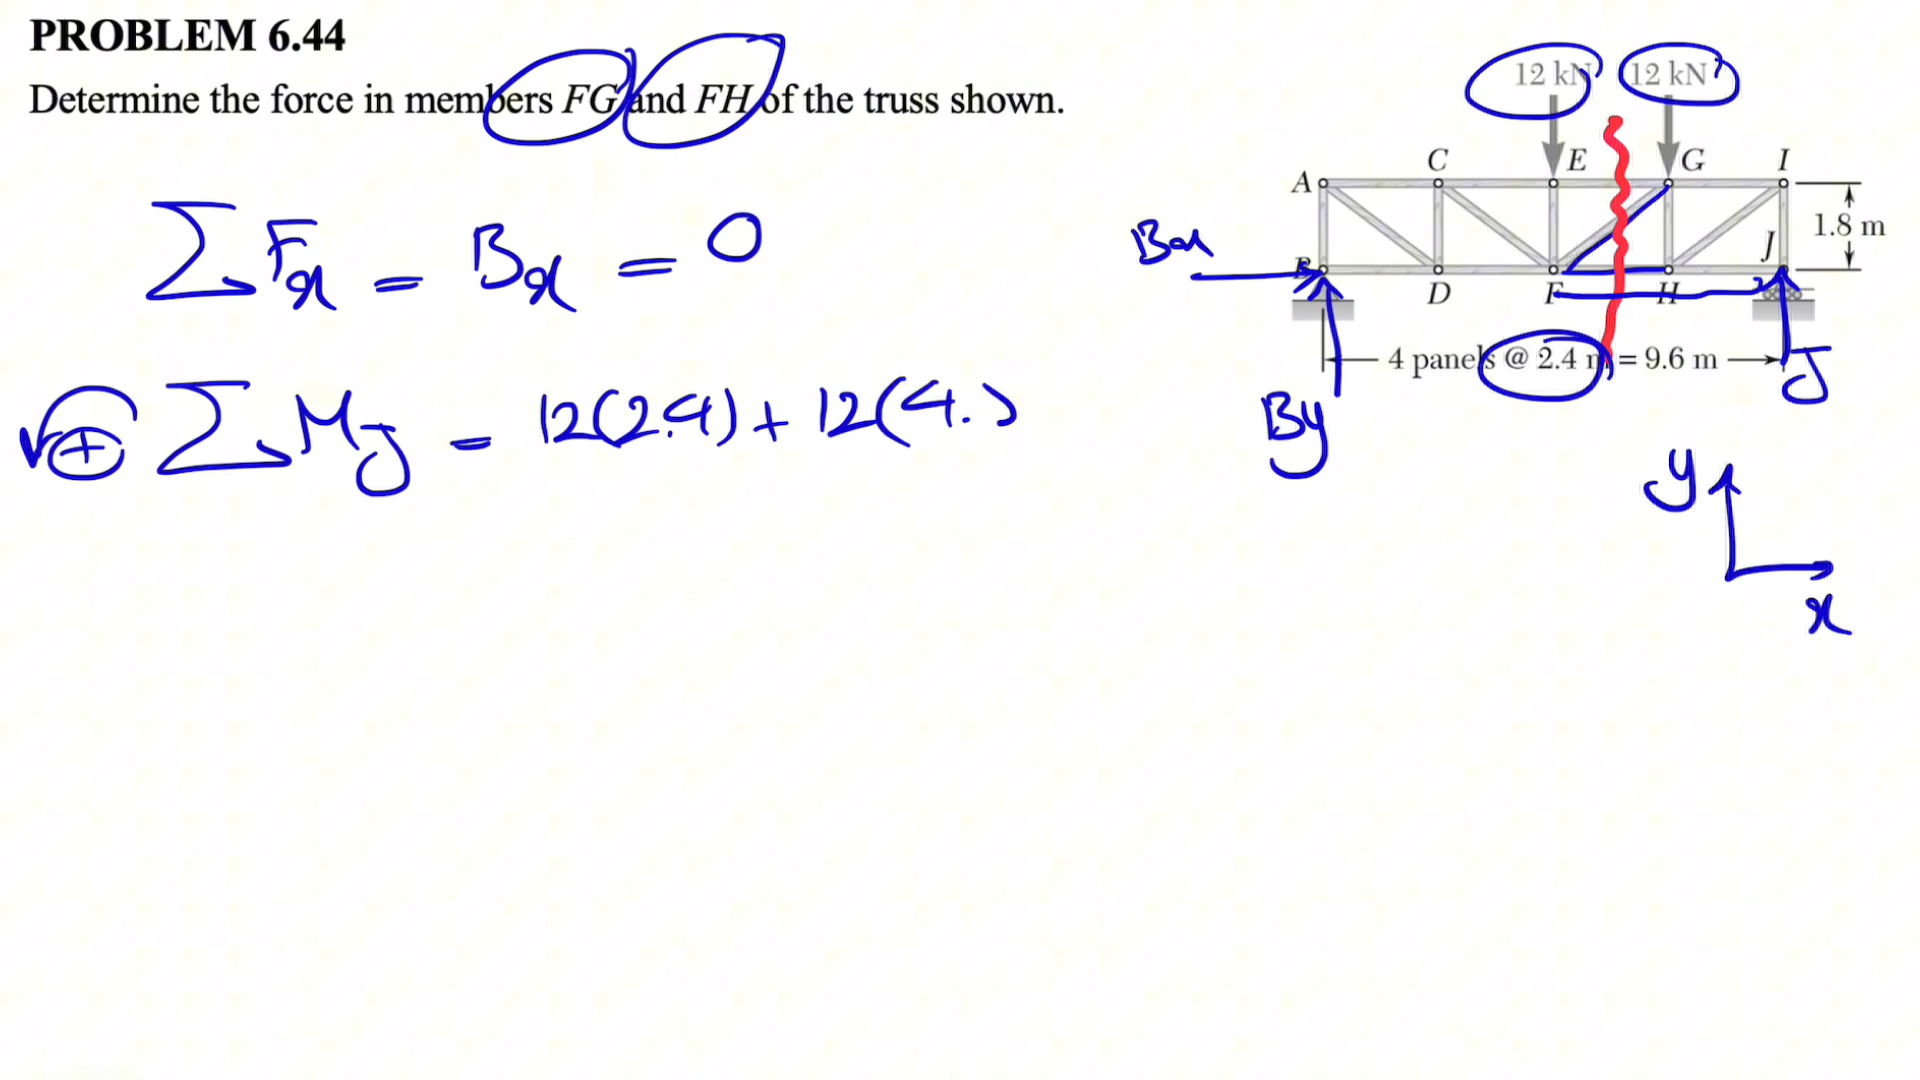 PROBLEM 6.44
Determine the force in members FG and FH of the truss shown.
12 kN 12 kN
A C E G I
1.8 m
B D F H J
4 panels @ 2.4 m = 9.6 m
ΣFx = Bx = 0
Bx
+ ΣMJ = 12(2.4) + 12(4.)
By
J
y
x